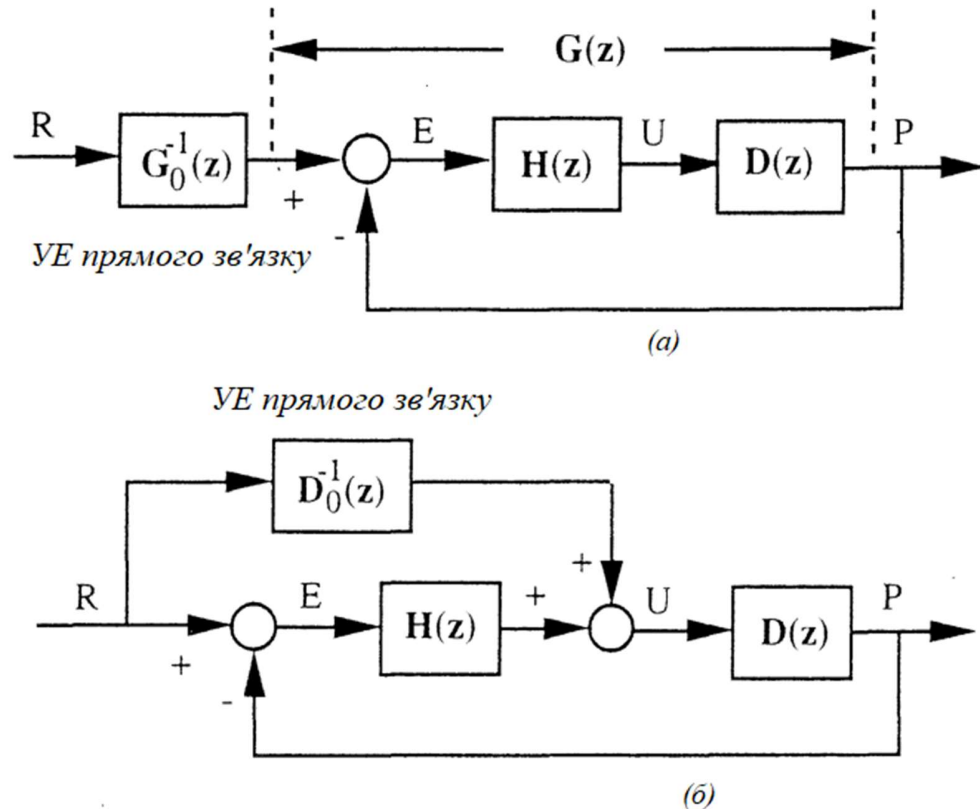 G(z)
R
E
U
P
G₀⁻¹(z)
H(z)
D(z)
+
-
УЕ прямого зв'язку
(а)
УЕ прямого зв'язку
D₀⁻¹(z)
+
R
E
+
U
P
H(z)
D(z)
+
-
(б)